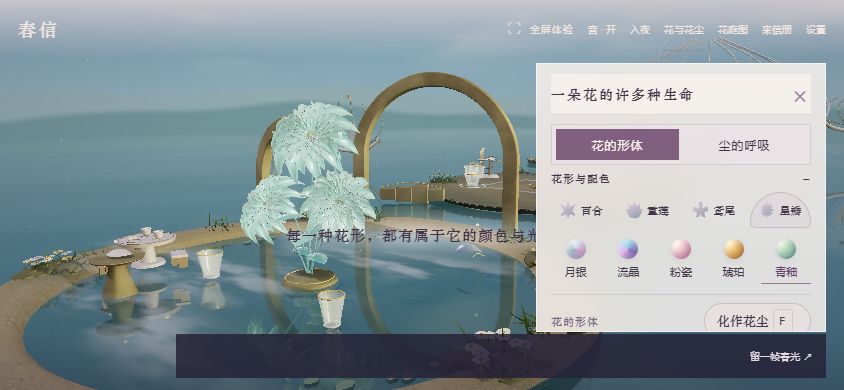 春信
全屏体验 音·开 入夜 花与花尘 花庭图 来信册 设置
一朵花的许多种生命
花的形体 尘的呼吸
花形与配色
百合 重莲 鸢尾 星瓣
月银 流晶 粉瓷 琥珀 青釉
每一种花形，都有属于它的颜色与光
花的形体 化作花尘 F
留一帧春光 ↗